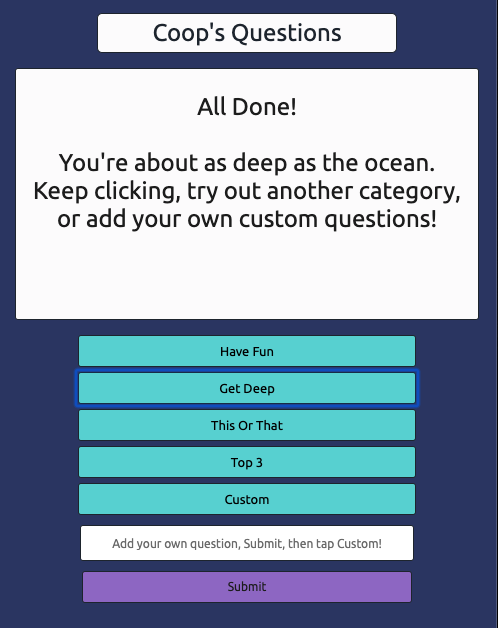 Coop's Questions
All Done!
You're about as deep as the ocean.
Keep clicking, try out another category,
or add your own custom questions!
Have Fun
Get Deep
This Or That
Top 3
Custom
Add your own question, Submit, then tap Custom!
Submit